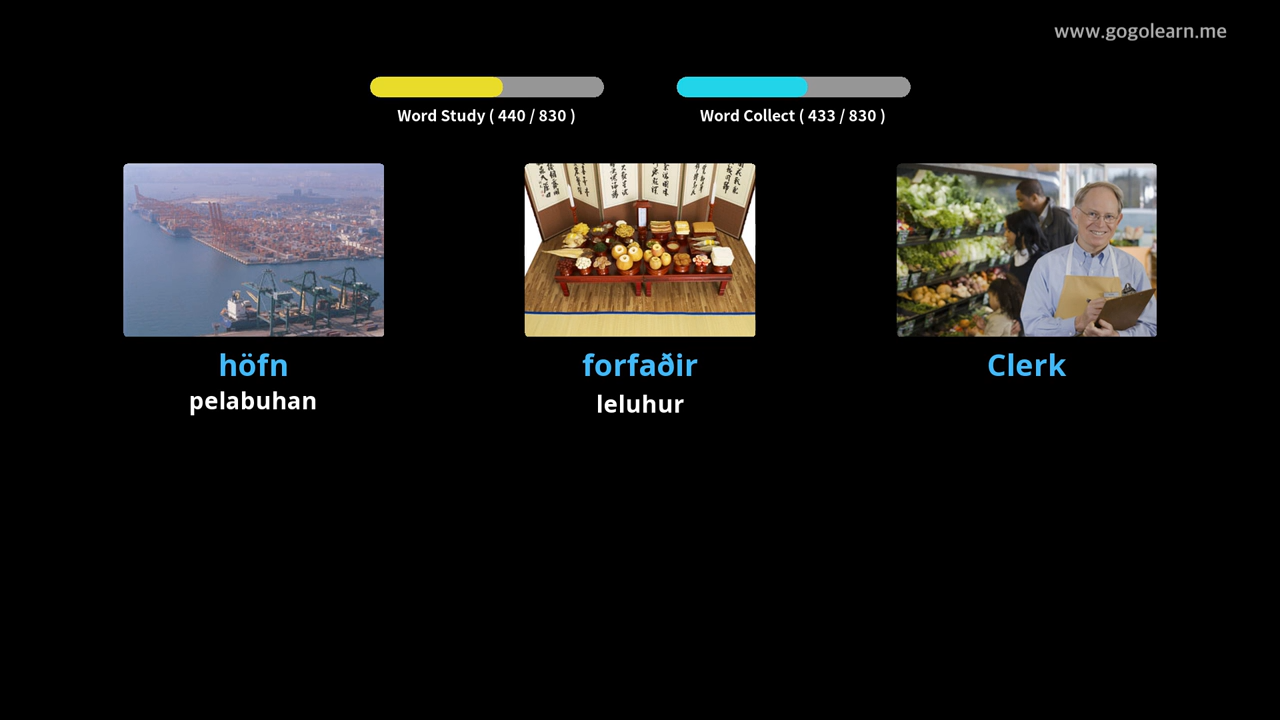 www.gogolearn.me
Word Study ( 440 / 830 )
Word Collect ( 433 / 830 )
höfn
forfaðir
Clerk
pelabuhan
leluhur